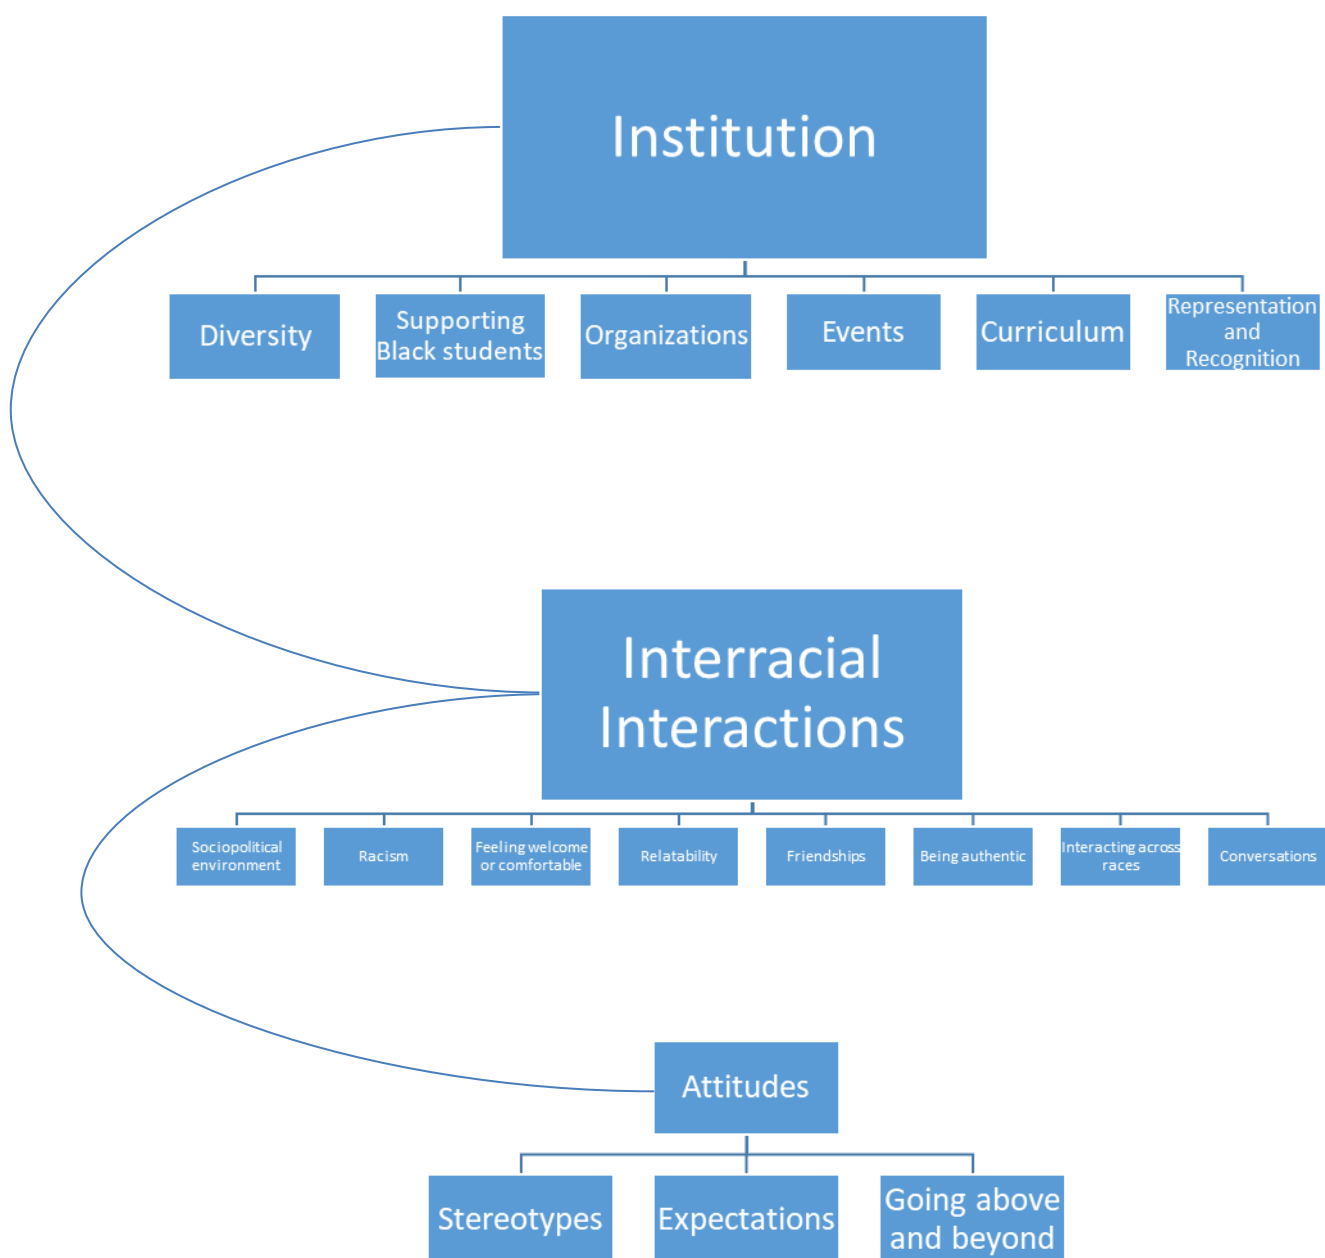 Institution
Diversity
Supporting
Black students
Organizations
Events
Curriculum
Representation
and
Recognition
Interracial
Interactions
Sociopolitical
environment
Racism
Feeling welcome
or comfortable
Relatability
Friendships
Being authentic
Interacting across
races
Conversations
Attitudes
Stereotypes
Expectations
Going above
and beyond